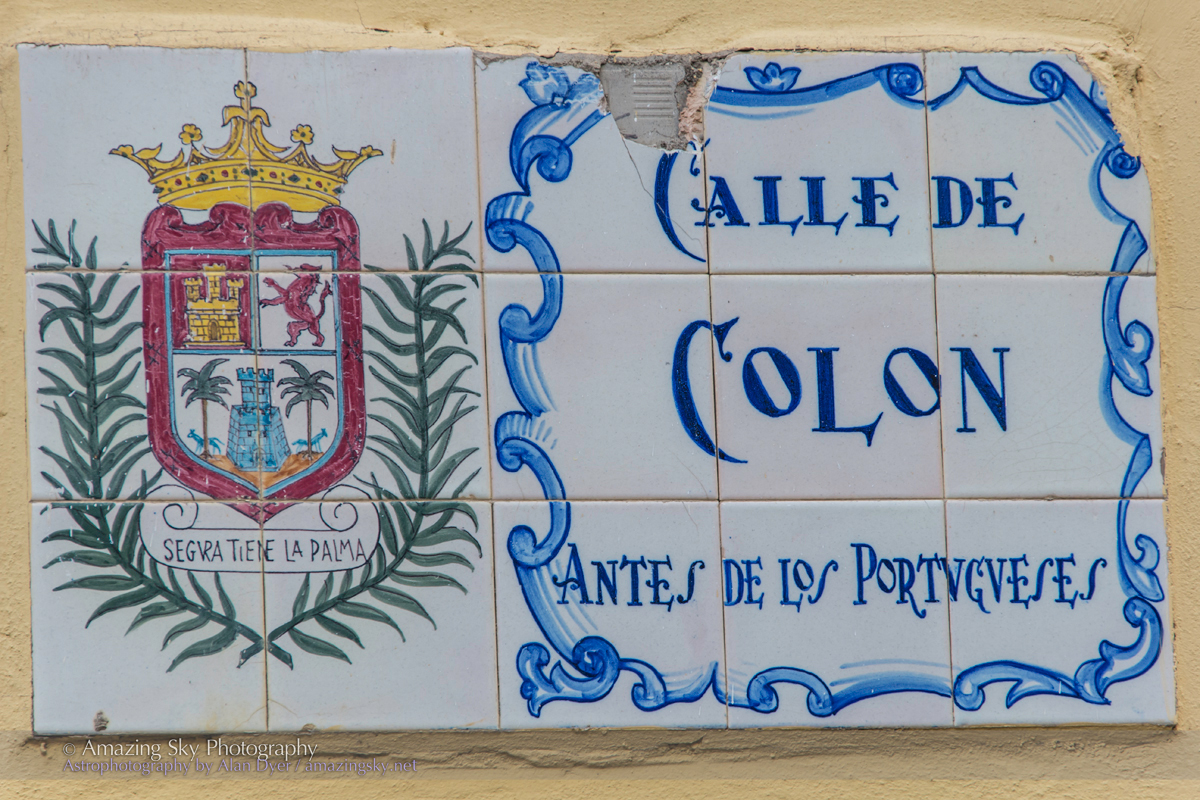 SEGVRA TIENE LA PALMA
CALLE DE
COLON
ANTES DE LOS PORTVGVESES
© Amazing Sky Photography
Astrophotography by Alan Dyer / amazingsky.net